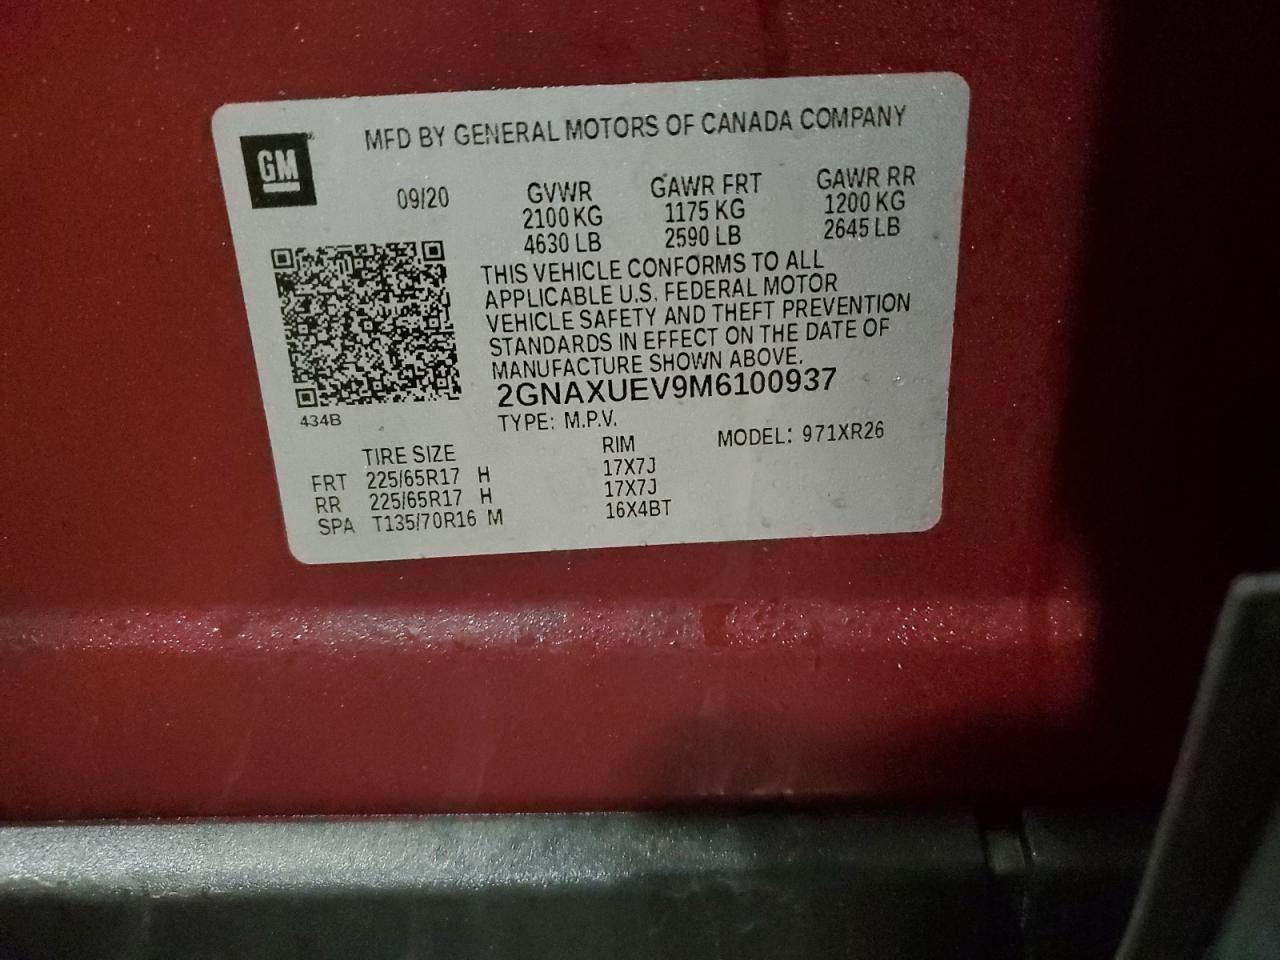 GM
MFD BY GENERAL MOTORS OF CANADA COMPANY
09/20 GVWR GAWR FRT GAWR RR
2100 KG 1175 KG 1200 KG
4630 LB 2590 LB 2645 LB
THIS VEHICLE CONFORMS TO ALL
APPLICABLE U.S. FEDERAL MOTOR
VEHICLE SAFETY AND THEFT PREVENTION
STANDARDS IN EFFECT ON THE DATE OF
MANUFACTURE SHOWN ABOVE.
2GNAXUEV9M6100937
434B
TYPE: M.P.V.
TIRE SIZE RIM MODEL: 971XR26
FRT 225/65R17 H 17X7J
RR 225/65R17 H 17X7J
SPA T135/70R16 M 16X4BT